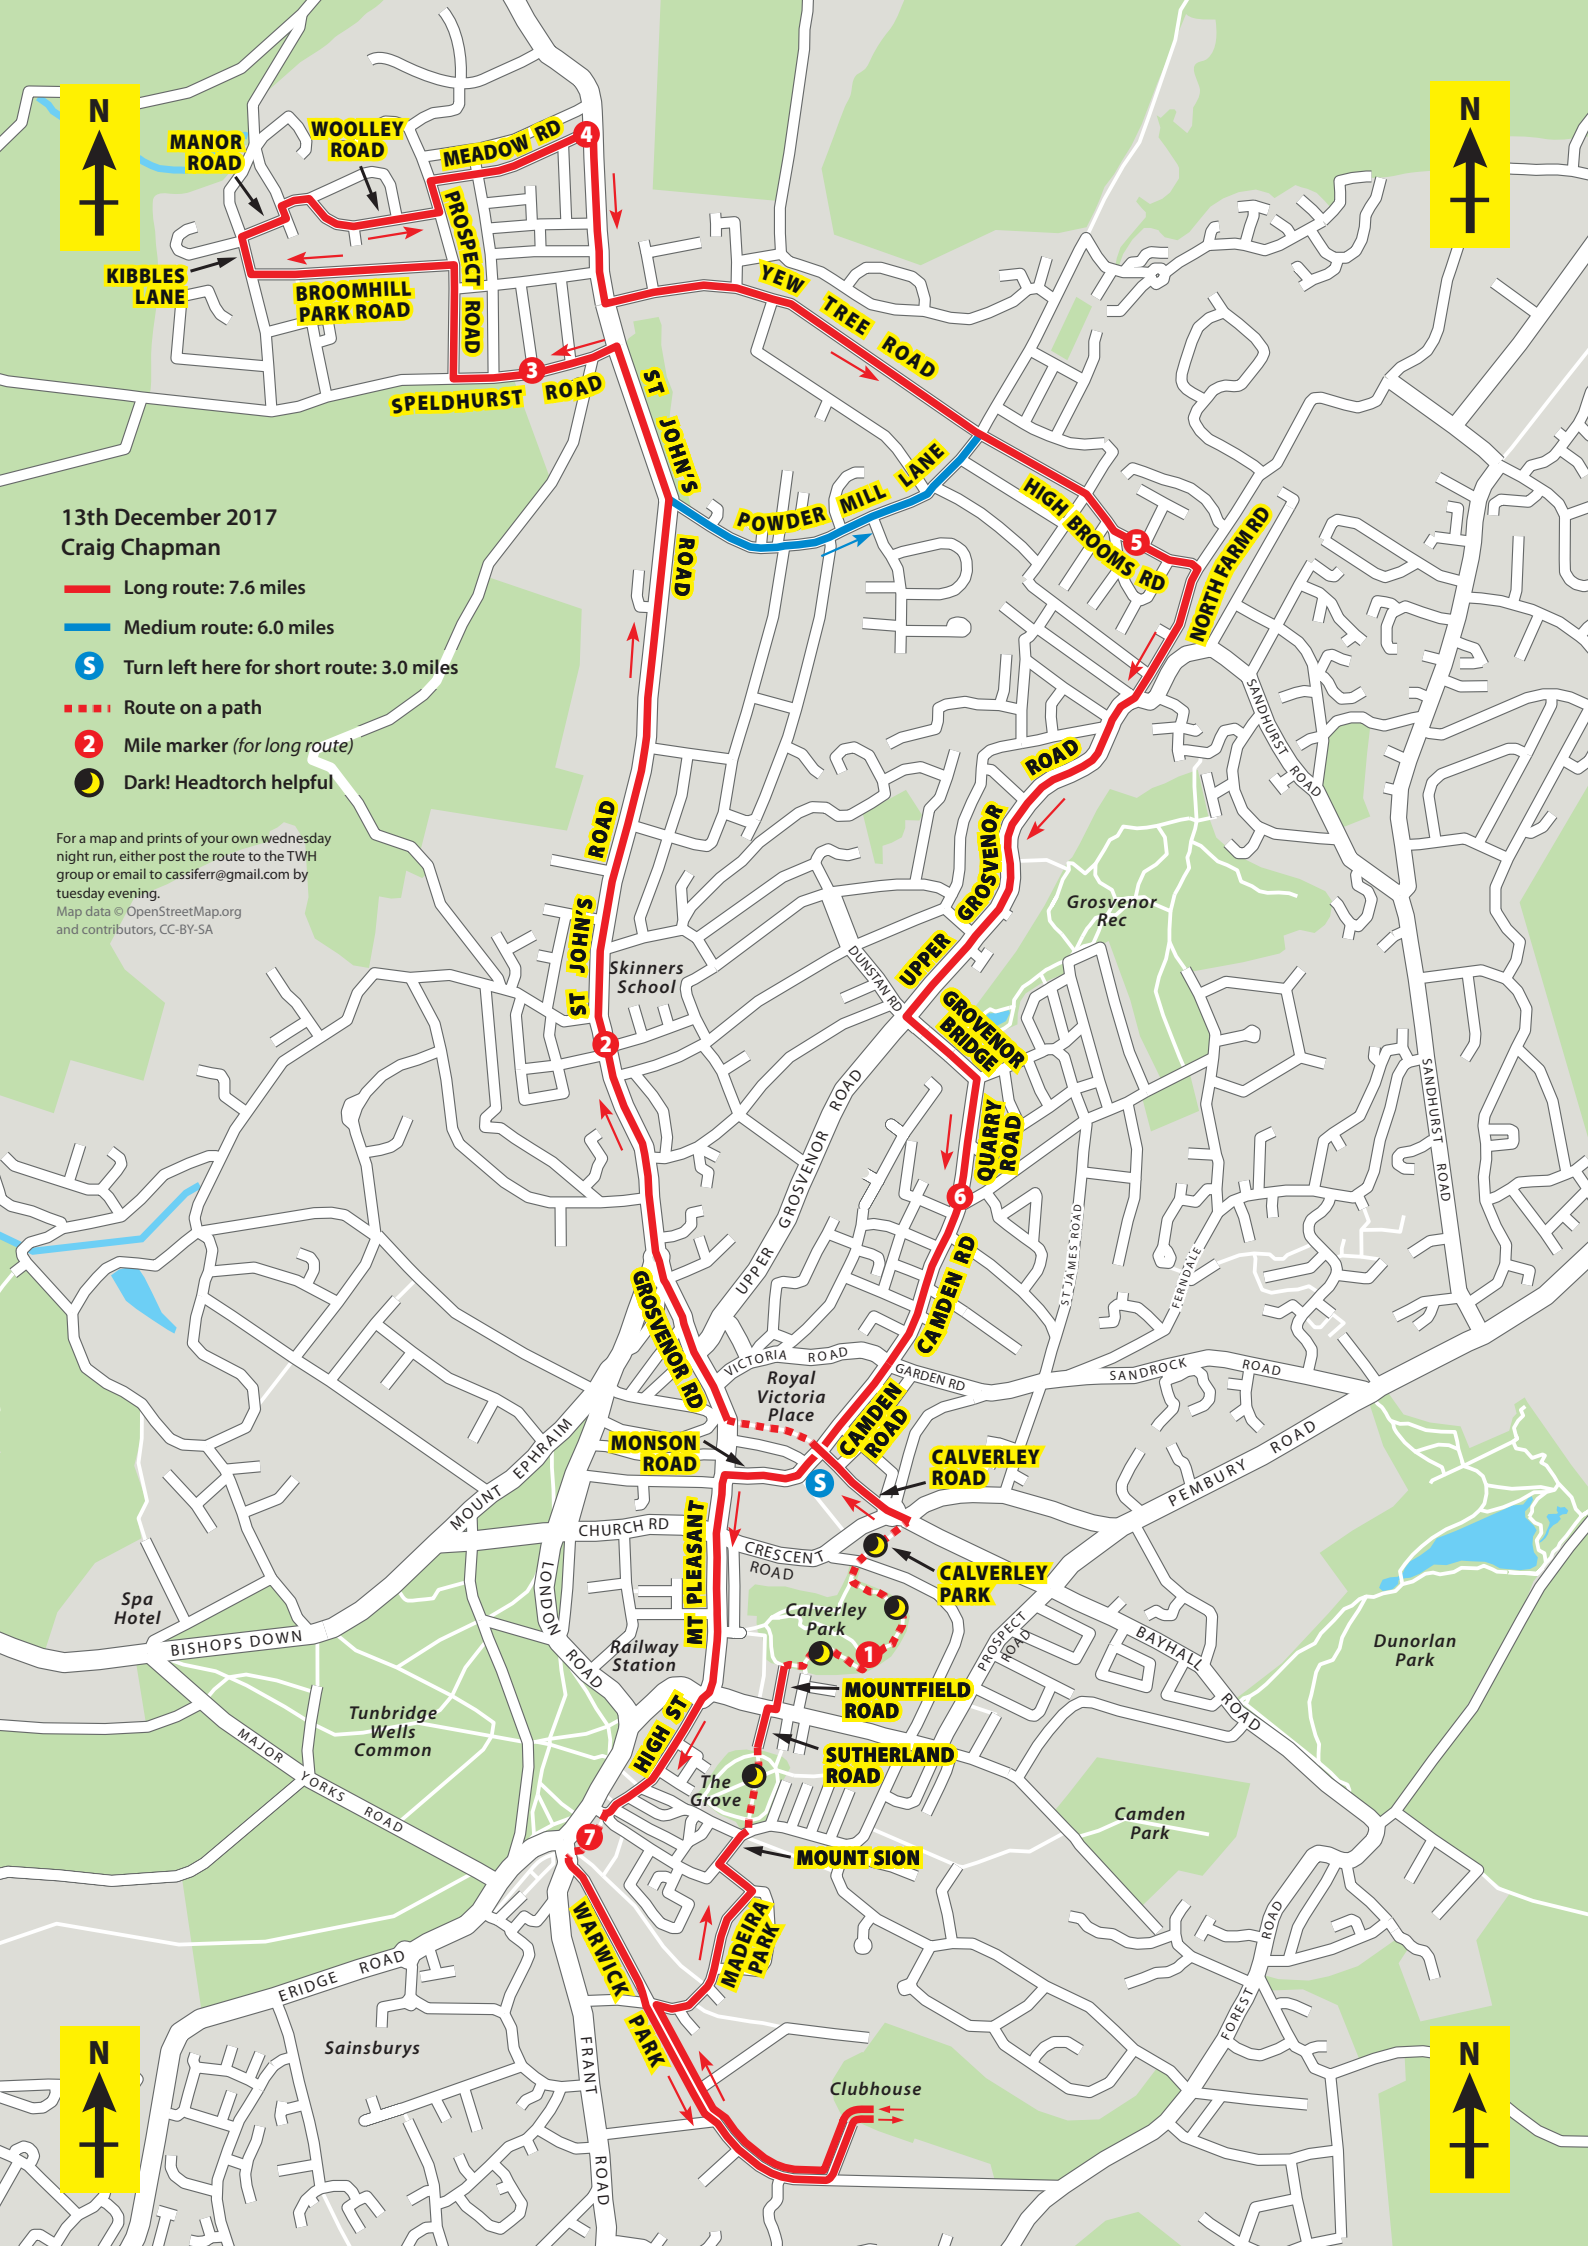 N
N
MANOR
ROAD
WOOLLEY
ROAD
MEADOW RD
4
PROSPECT ROAD
KIBBLES
LANE
BROOMHILL
PARK ROAD
3
SPELDHURST ROAD
YEW TREE ROAD
ST JOHN'S ROAD
POWDER MILL LANE
HIGH BROOMS RD
5
NORTH FARM RD
13th December 2017
Craig Chapman
Long route: 7.6 miles
Medium route: 6.0 miles
S
Turn left here for short route: 3.0 miles
Route on a path
2
Mile marker (for long route)
Dark! Headtorch helpful
For a map and prints of your own wednesday
night run, either post the route to the TWH
group or email to cassiferr@gmail.com by
tuesday evening.
Map data © OpenStreetMap.org
and contributors, CC-BY-SA
SANDHURST ROAD
ST JOHN'S ROAD
UPPER GROSVENOR ROAD
Grosvenor
Rec
Skinners
School
DUNSTAN RD
GROVENOR
BRIDGE
2
QUARRY
ROAD
SANDHURST ROAD
UPPER GROSVENOR ROAD
6
ST JAMES ROAD
FERNDALE
CAMDEN RD
GROSVENOR RD
VICTORIA ROAD
GARDEN RD
SANDROCK ROAD
Royal
Victoria
Place
CAMDEN
ROAD
MONSON
ROAD
S
CALVERLEY
ROAD
PEMBURY ROAD
MOUNT EPHRAIM
CHURCH RD
MT PLEASANT
CRESCENT
ROAD
CALVERLEY
PARK
LONDON ROAD
Spa
Hotel
BISHOPS DOWN
Calverley
Park
1
PROSPECT
ROAD
BAYHALL ROAD
Dunorlan
Park
Railway
Station
MOUNTFIELD
ROAD
Tunbridge
Wells
Common
HIGH ST
SUTHERLAND
ROAD
MAJOR YORKS ROAD
The
Grove
Camden
Park
7
MOUNT SION
WARWICK PARK
MADEIRA
PARK
ERIDGE ROAD
FOREST ROAD
Sainsburys
FRANT ROAD
Clubhouse
N
N